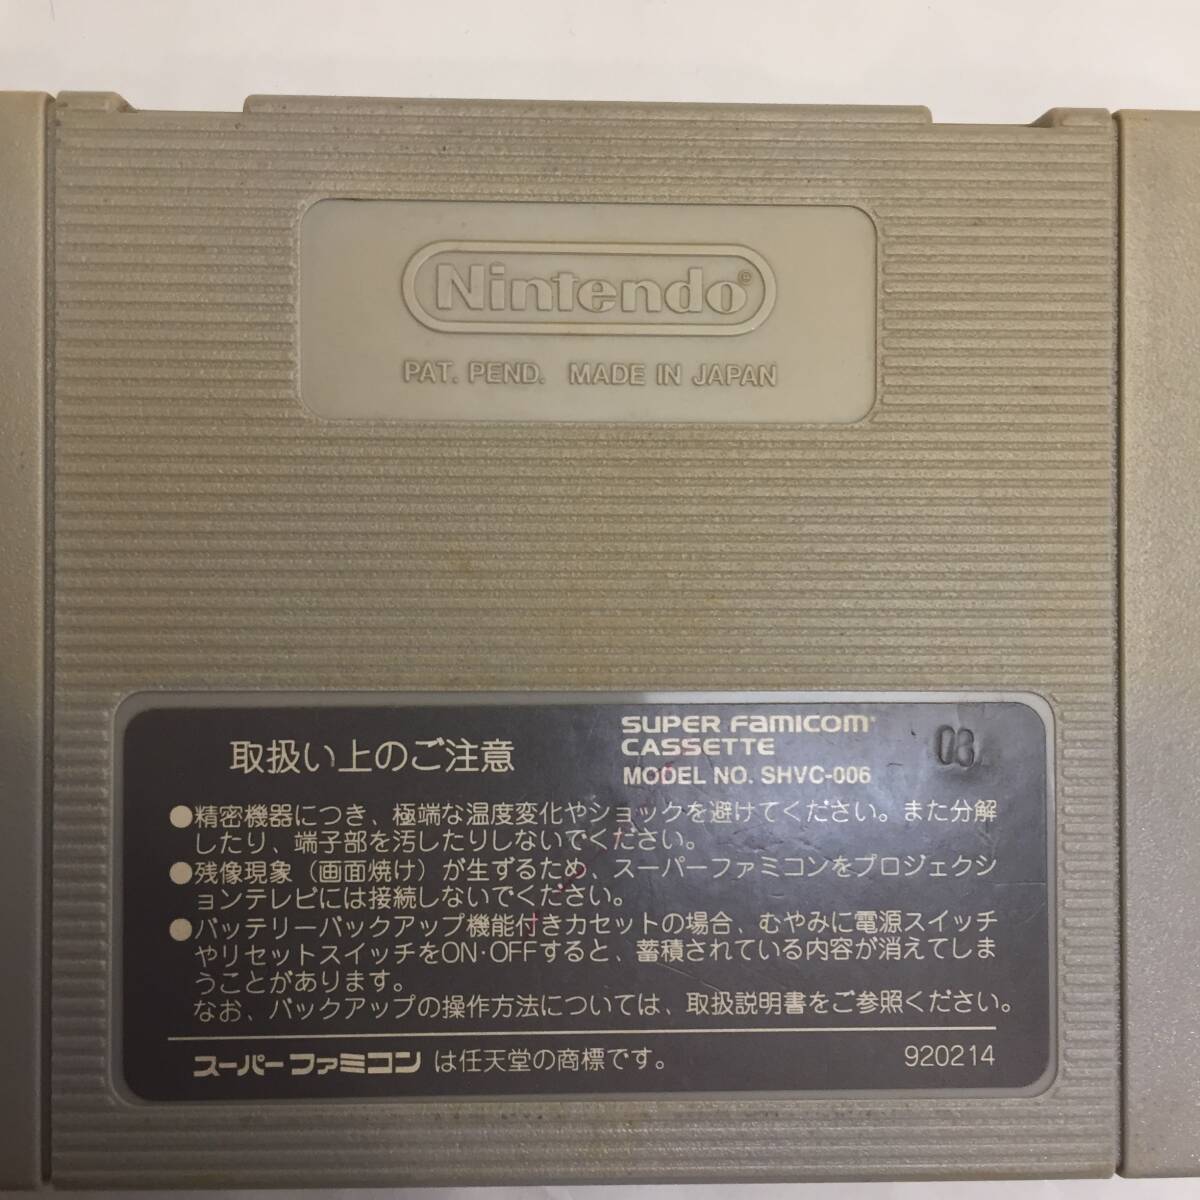 Nintendo®
PAT. PEND. MADE IN JAPAN
取扱い上のご注意
SUPER FAMICOM
CASSETTE
MODEL NO. SHVC-006
03
●精密機器につき、極端な温度変化やショックを避けてください。また分解
したり、端子部を汚したりしないでください。
●残像現象（画面焼け）が生ずるため、スーパーファミコンをプロジェクシ
ョンテレビには接続しないでください。
●バッテリーバックアップ機能付きカセットの場合、むやみに電源スイッチ
やリセットスイッチをON·OFFすると、蓄積されている内容が消えてしま
うことがあります。
なお、バックアップの操作方法については、取扱説明書をご参照ください。
スーパーファミコン は任天堂の商標です。
920214